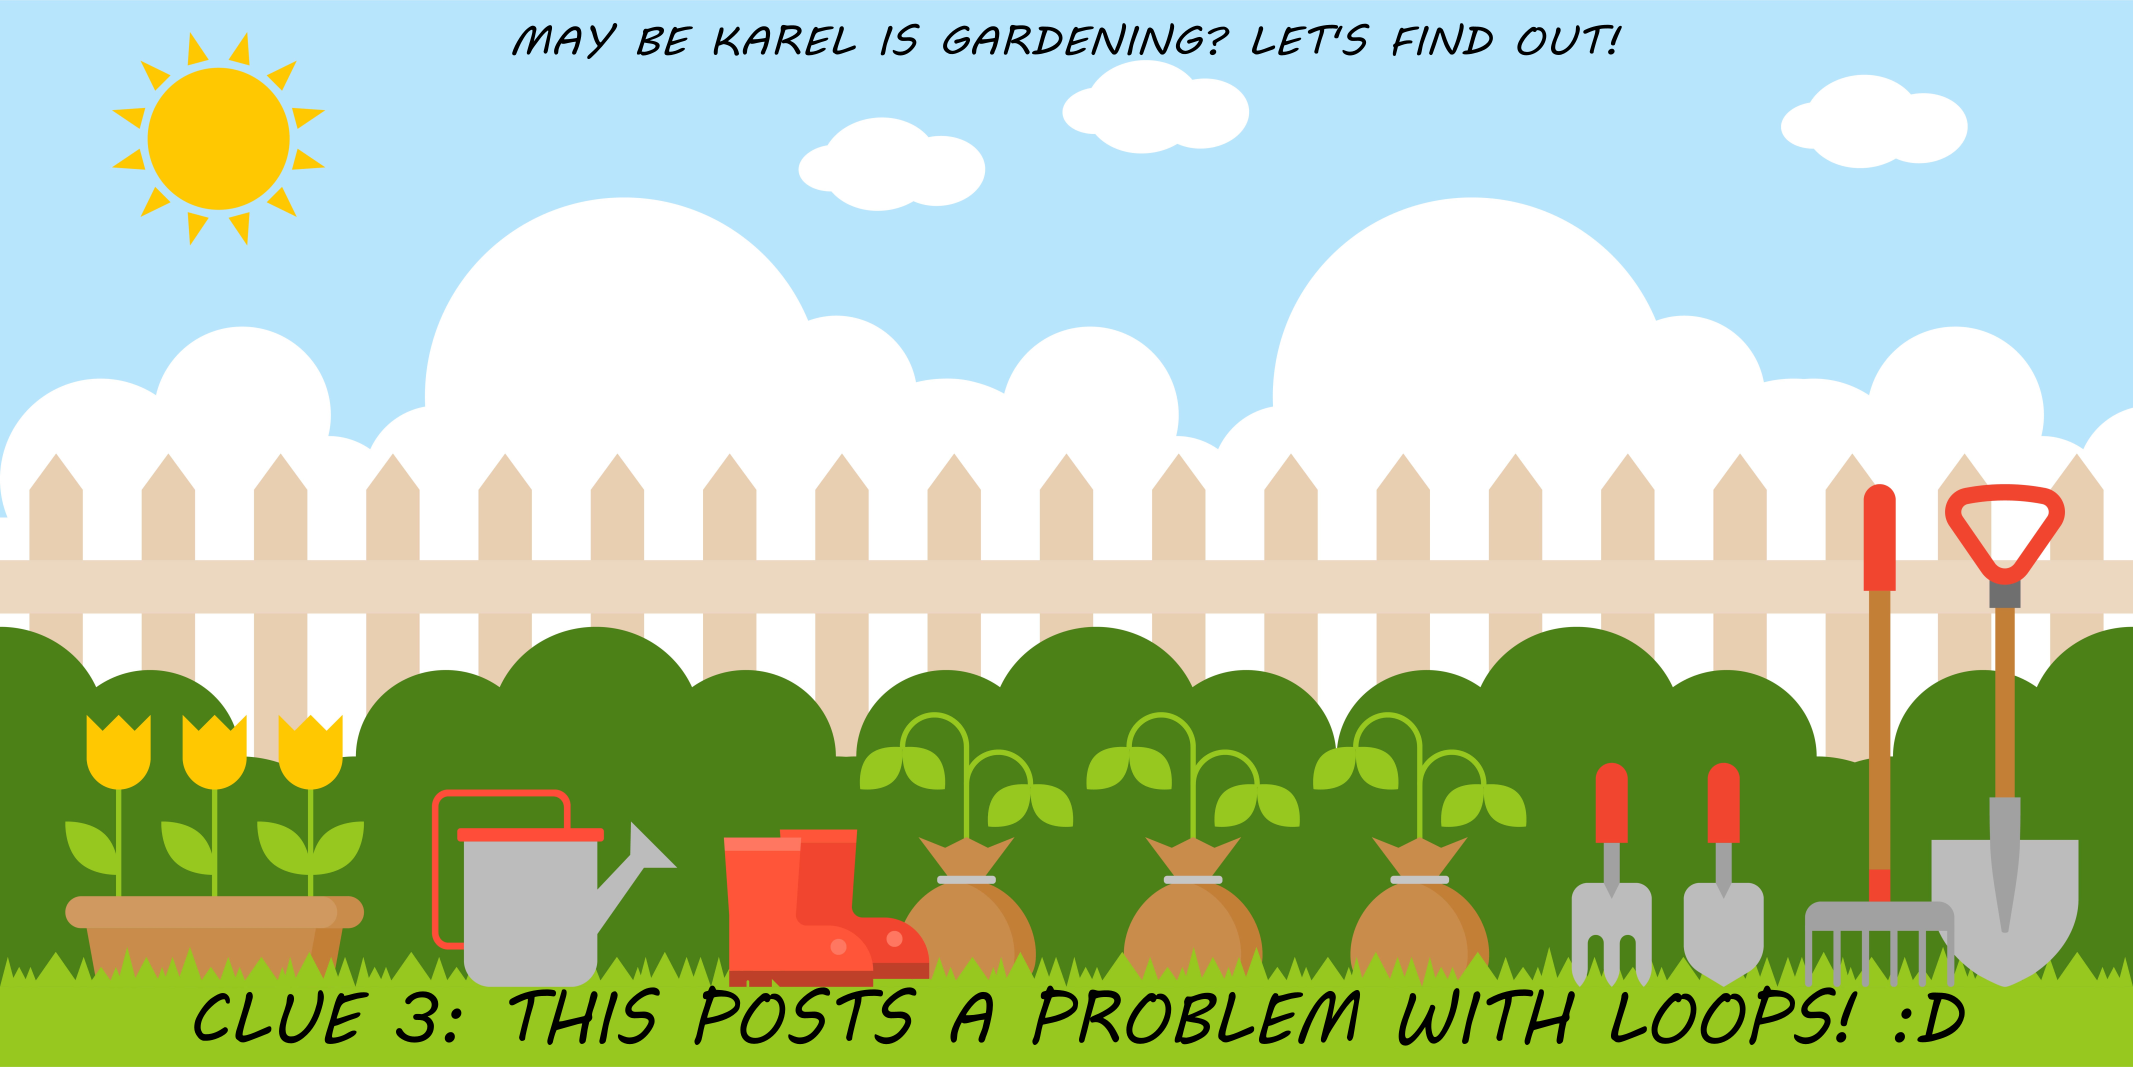 MAY BE KAREL IS GARDENING? LET'S FIND OUT!
CLUE 3: THIS POSTS A PROBLEM WITH LOOPS! :D